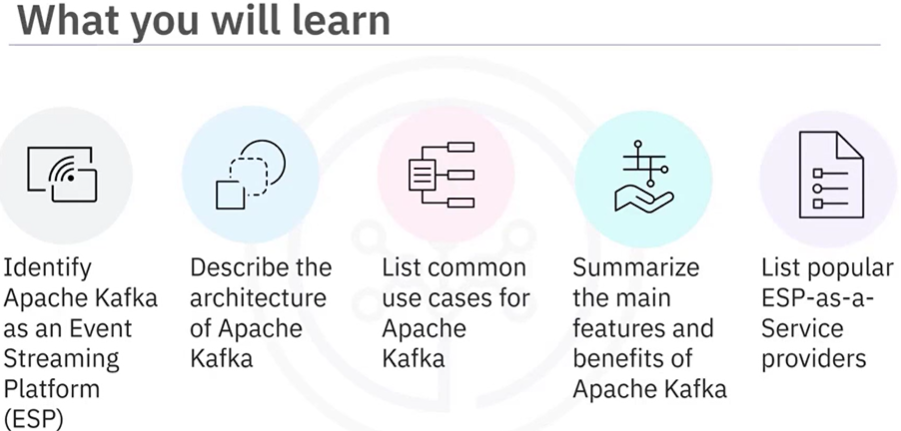 What you will learn
Identify
Apache Kafka
as an Event
Streaming
Platform
(ESP)
Describe the
architecture
of Apache
Kafka
List common
use cases for
Apache
Kafka
Summarize
the main
features and
benefits of
Apache Kafka
List popular
ESP-as-a-
Service
providers